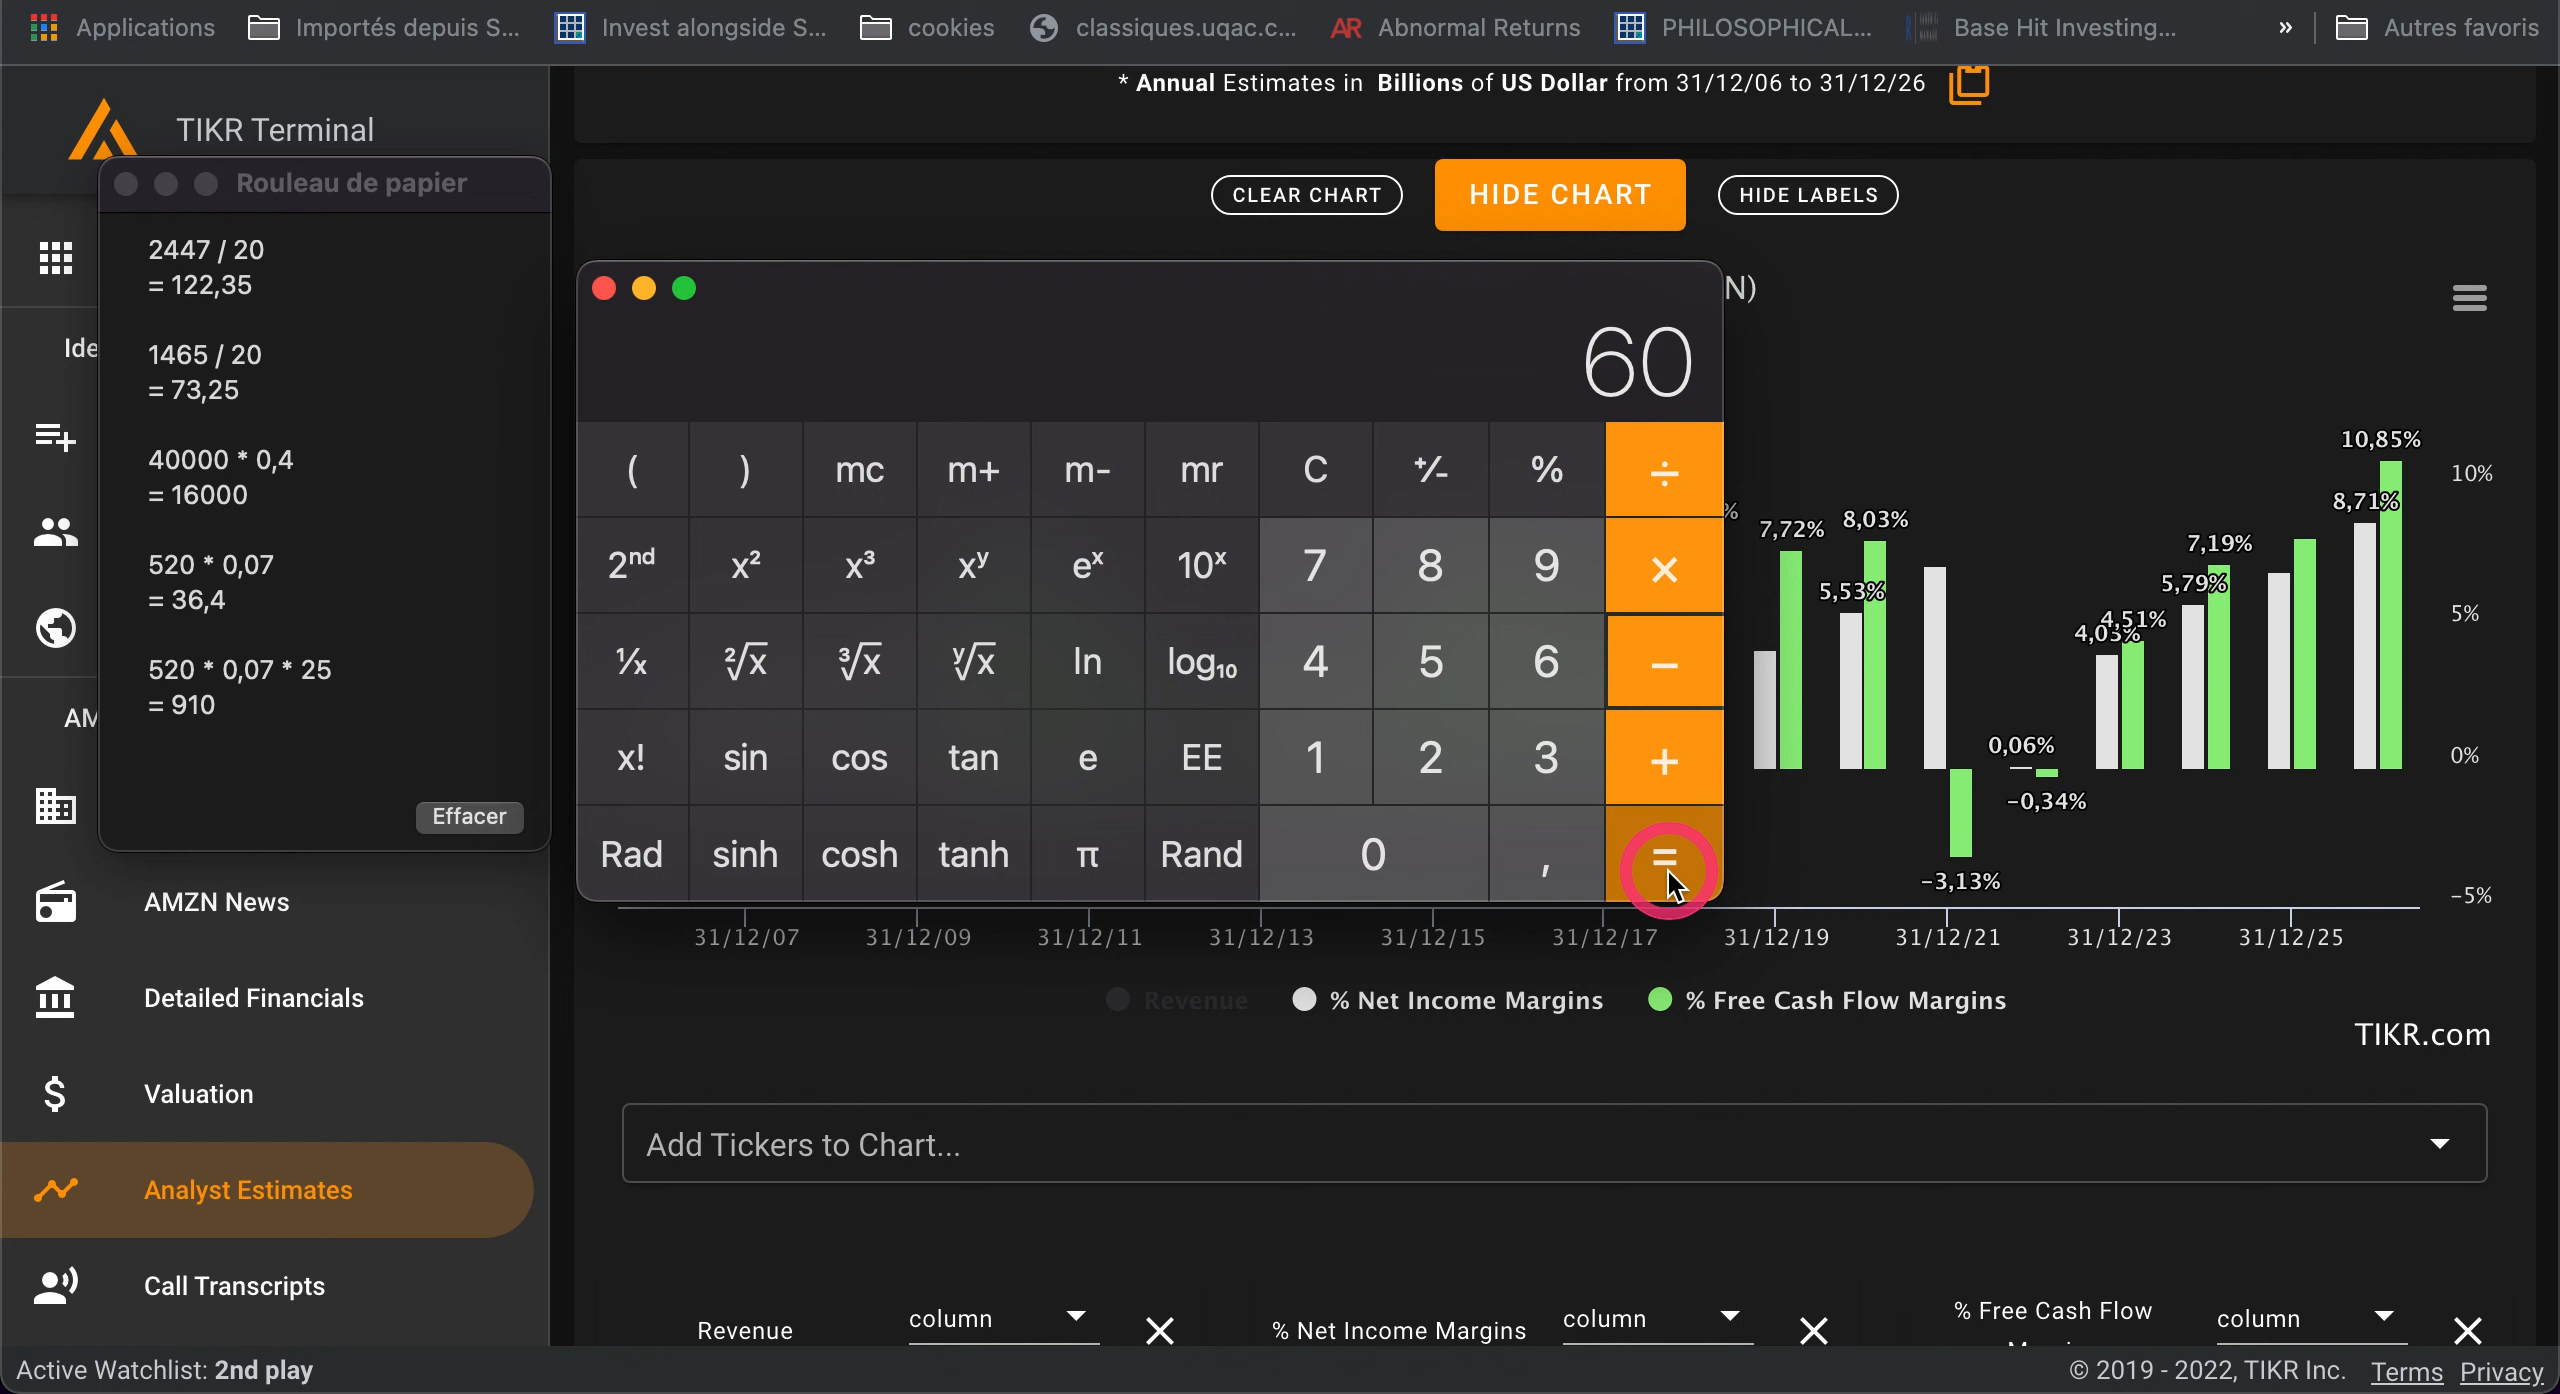 Applications
Importés depuis S...
Invest alongside S...
cookies
classiques.uqac.c...
AR Abnormal Returns
PHILOSOPHICAL...
Base Hit Investing...
»
Autres favoris
TIKR Terminal
* Annual Estimates in Billions of US Dollar from 31/12/06 to 31/12/26
CLEAR CHART
HIDE CHART
HIDE LABELS
Rouleau de papier
2447 / 20
= 122,35
1465 / 20
= 73,25
40000 * 0,4
= 16000
520 * 0,07
= 36,4
520 * 0,07 * 25
= 910
Effacer
Ide
AM
N)
60
( ) mc m+ m- mr C ⁺∕₋ % ÷
2ⁿᵈ x² x³ xʸ eˣ 10ˣ 7 8 9 ×
¹∕x ²√x ³√x ʸ√x ln log₁₀ 4 5 6 −
x! sin cos tan e EE 1 2 3 +
Rad sinh cosh tanh π Rand 0 , =
%
7,72%
8,03%
5,53%
−3,13%
0,06%
−0,34%
4,03%
4,51%
5,79%
7,19%
8,71%
10,85%
10%
5%
0%
−5%
31/12/07 31/12/09 31/12/11 31/12/13 31/12/15 31/12/17 31/12/19 31/12/21 31/12/23 31/12/25
Revenue
% Net Income Margins
% Free Cash Flow Margins
TIKR.com
AMZN News
Detailed Financials
Valuation
Analyst Estimates
Call Transcripts
Add Tickers to Chart...
Revenue
column
% Net Income Margins
column
% Free Cash Flow
column
Active Watchlist: 2nd play
© 2019 - 2022, TIKR Inc. Terms Privacy